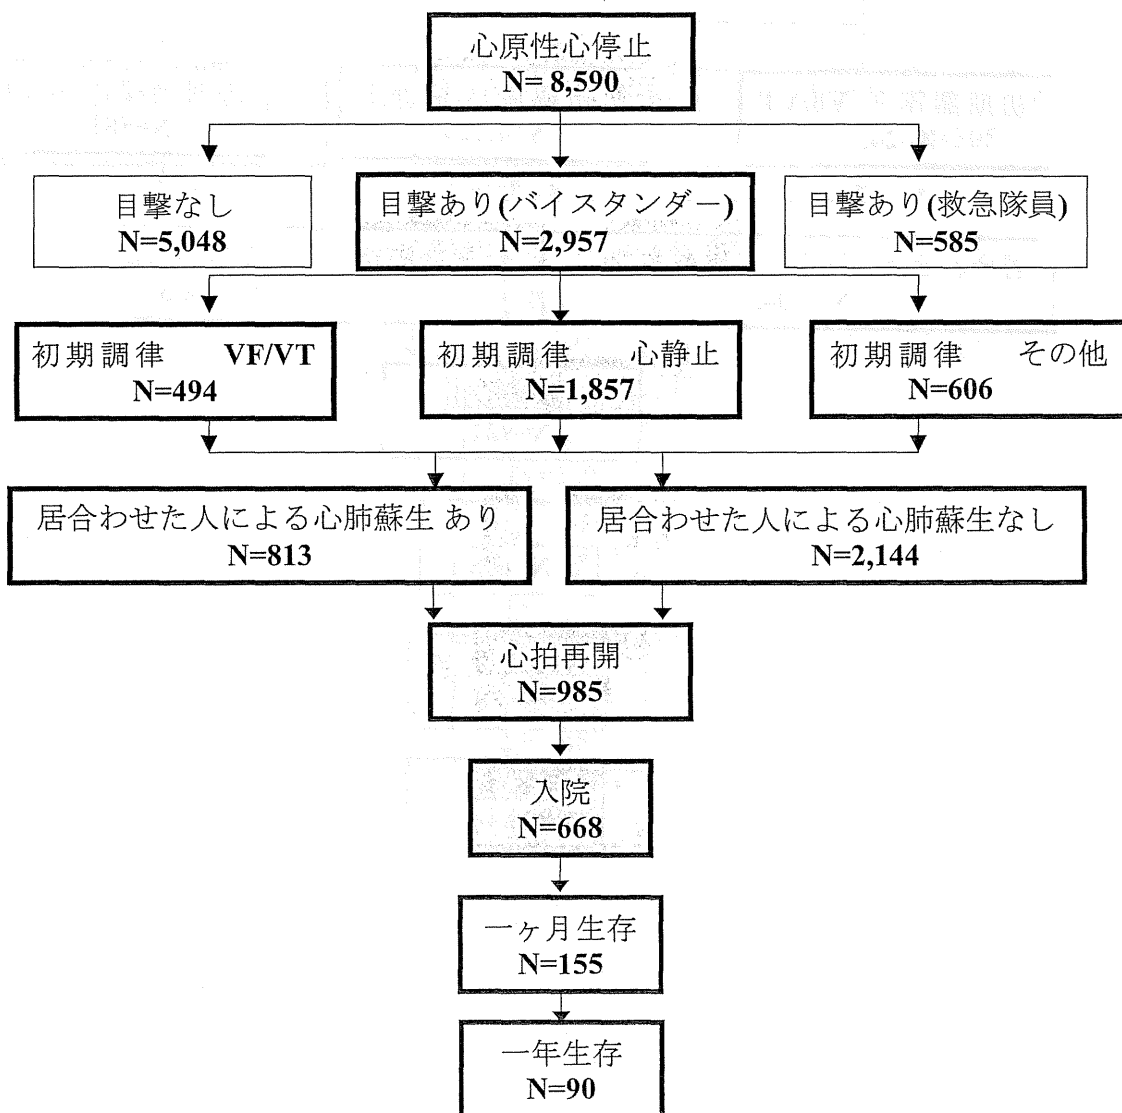 心原性心停止
N= 8,590
目撃なし
N=5,048
目撃あり(バイスタンダー)
N=2,957
目撃あり(救急隊員)
N=585
初期調律 VF/VT
N=494
初期調律 心静止
N=1,857
初期調律 その他
N=606
居合わせた人による心肺蘇生 あり
N=813
居合わせた人による心肺蘇生なし
N=2,144
心拍再開
N=985
入院
N=668
一ヶ月生存
N=155
一年生存
N=90